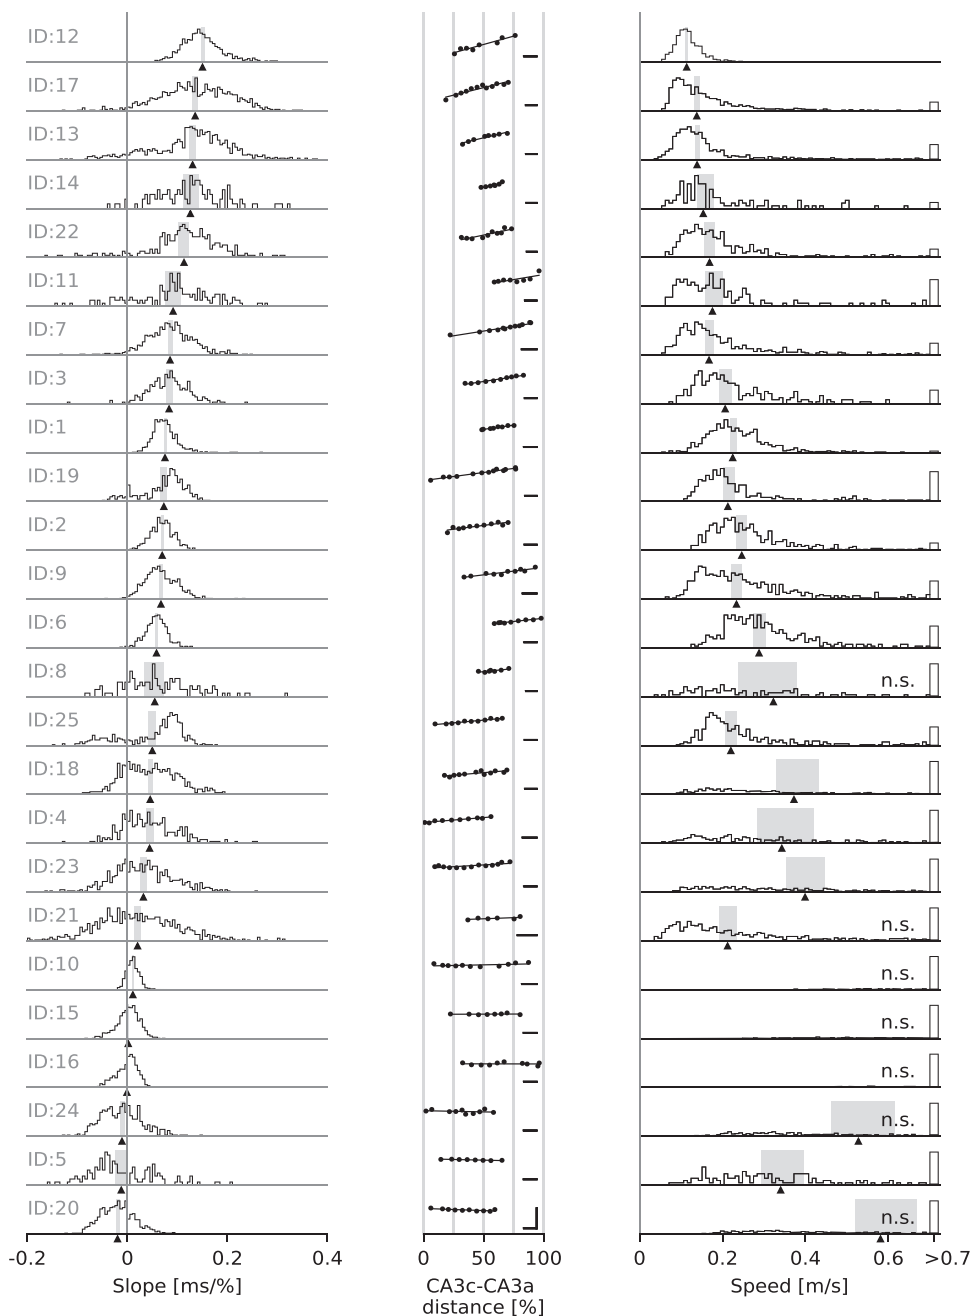 ID:12
ID:17
ID:13
ID:14
ID:22
ID:11
ID:7
ID:3
ID:1
ID:19
ID:2
ID:9
ID:6
ID:8 n.s.
ID:25
ID:18
ID:4
ID:23
ID:21 n.s.
ID:10 n.s.
ID:15 n.s.
ID:16 n.s.
ID:24 n.s.
ID:5
ID:20 n.s.
-0.2 0 0.2 0.4 0 50 100 0 0.2 0.4 0.6 >0.7
Slope [ms/%] CA3c-CA3a Speed [m/s]
distance [%]